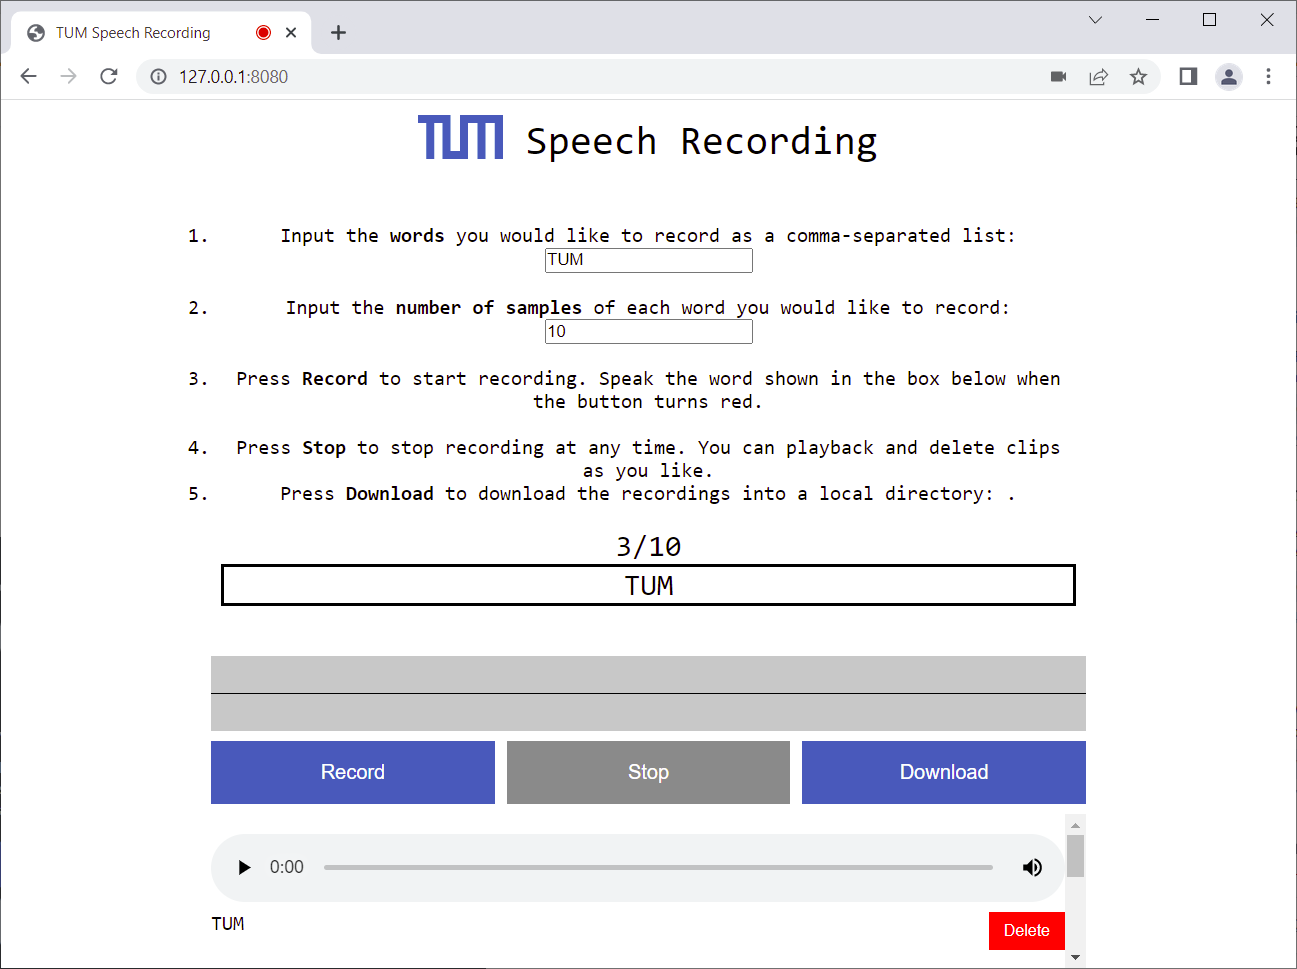 TUM Speech Recording
127.0.0.1:8080
TUM Speech Recording
1. Input the words you would like to record as a comma-separated list:
TUM
2. Input the number of samples of each word you would like to record:
10
3. Press Record to start recording. Speak the word shown in the box below when
the button turns red.
4. Press Stop to stop recording at any time. You can playback and delete clips
as you like.
5. Press Download to download the recordings into a local directory: .
3/10
TUM
Record Stop Download
0:00
TUM Delete